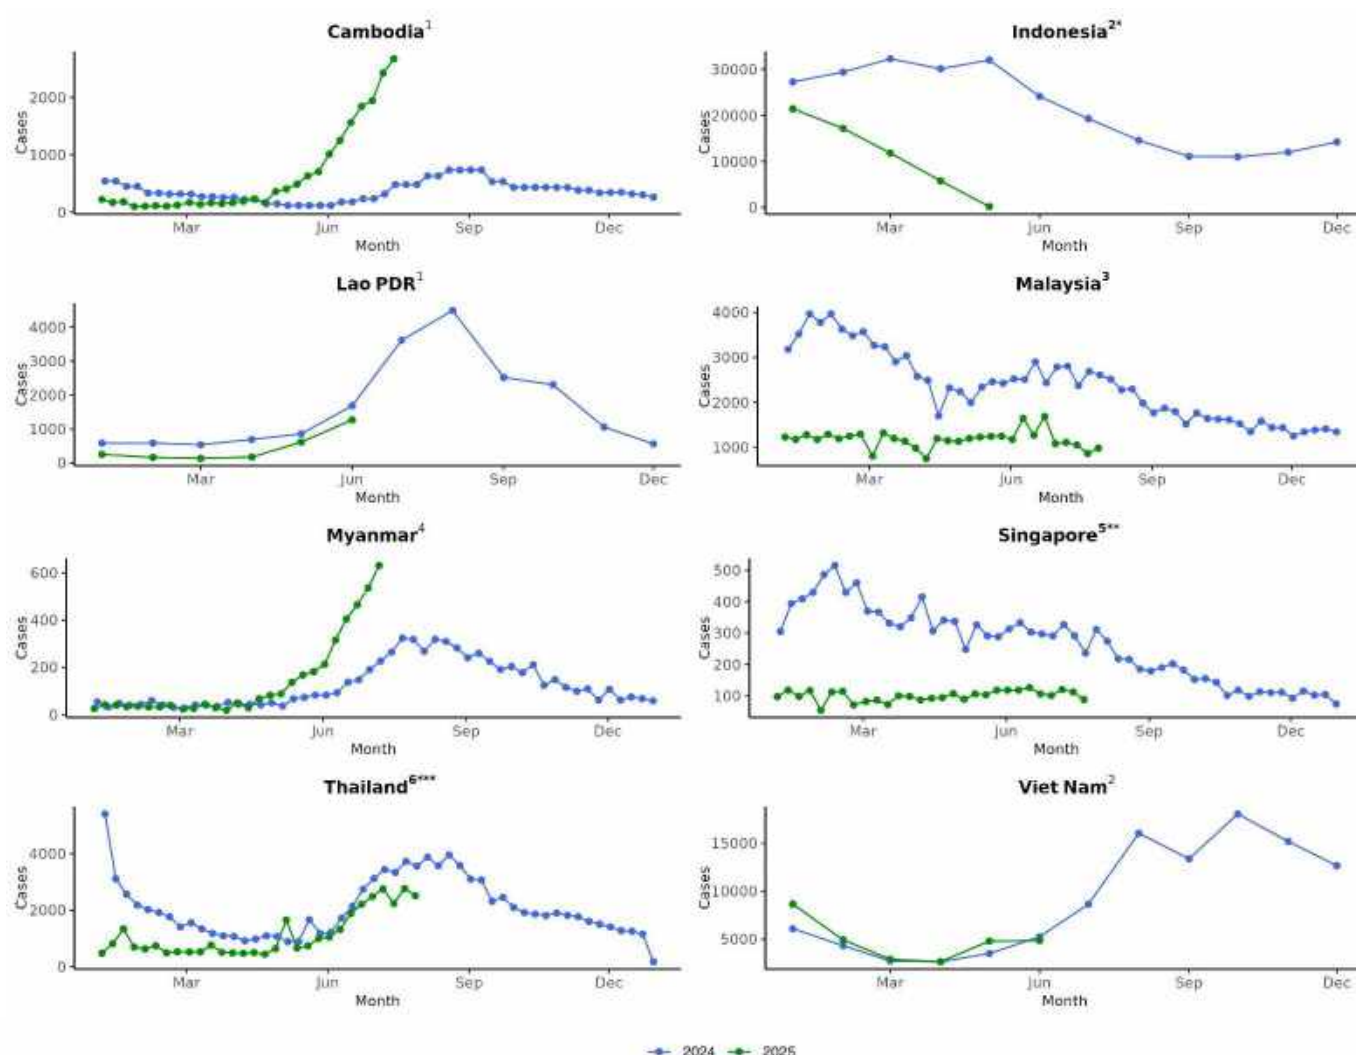 Cambodia1
Indonesia2*
Cases
2000
1000
0
Mar
Jun
Sep
Dec
Month
Cases
30000
20000
10000
0
Mar
Jun
Sep
Dec
Month
Lao PDR1
Malaysia3
Cases
4000
3000
2000
1000
0
Mar
Jun
Sep
Dec
Month
Cases
4000
3000
2000
1000
Mar
Jun
Sep
Dec
Month
Myanmar4
Singapore5**
Cases
600
400
200
0
Mar
Jun
Sep
Dec
Month
Cases
500
400
300
200
100
Mar
Jun
Sep
Dec
Month
Thailand6***
Viet Nam2
Cases
4000
2000
0
Mar
Jun
Sep
Dec
Month
Cases
15000
10000
5000
Mar
Jun
Sep
Dec
Month
2024
2025